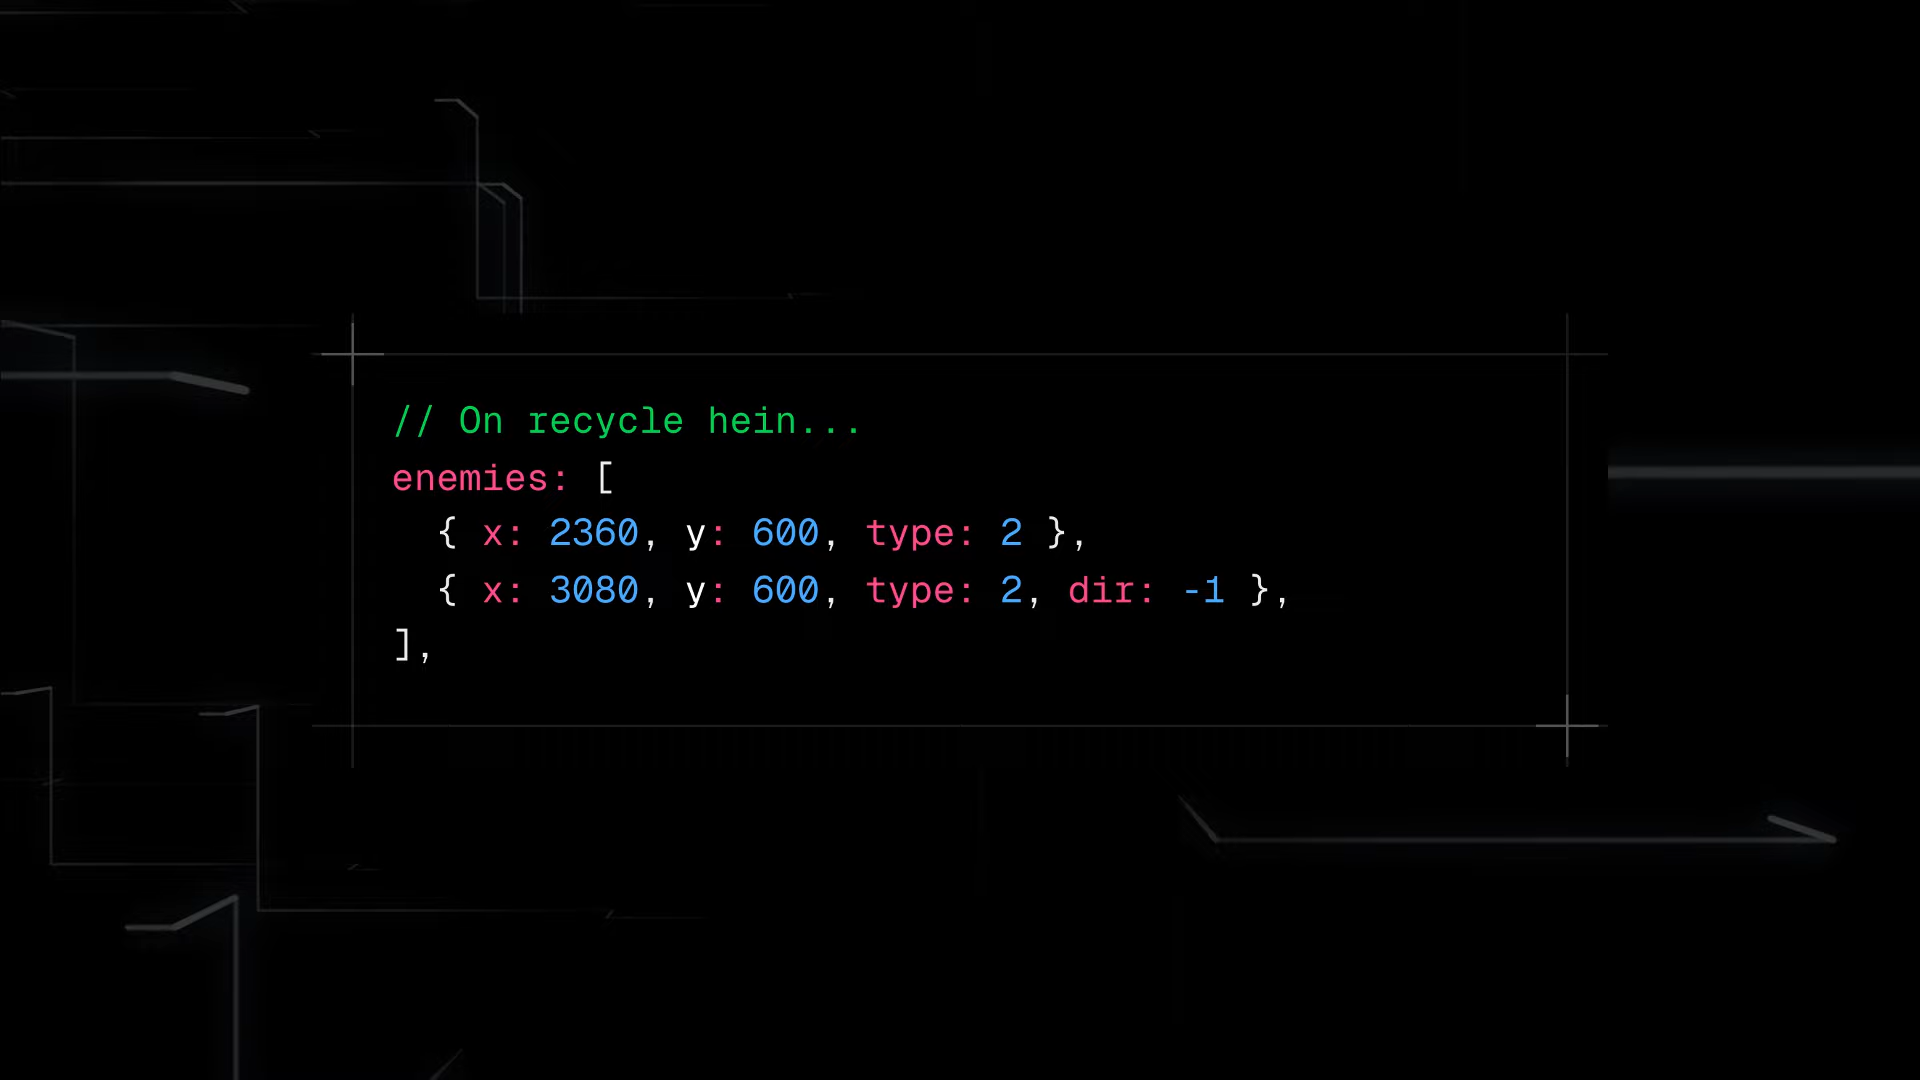 // On recycle hein...
enemies: [
  { x: 2360, y: 600, type: 2 },
  { x: 3080, y: 600, type: 2, dir: -1 },
],